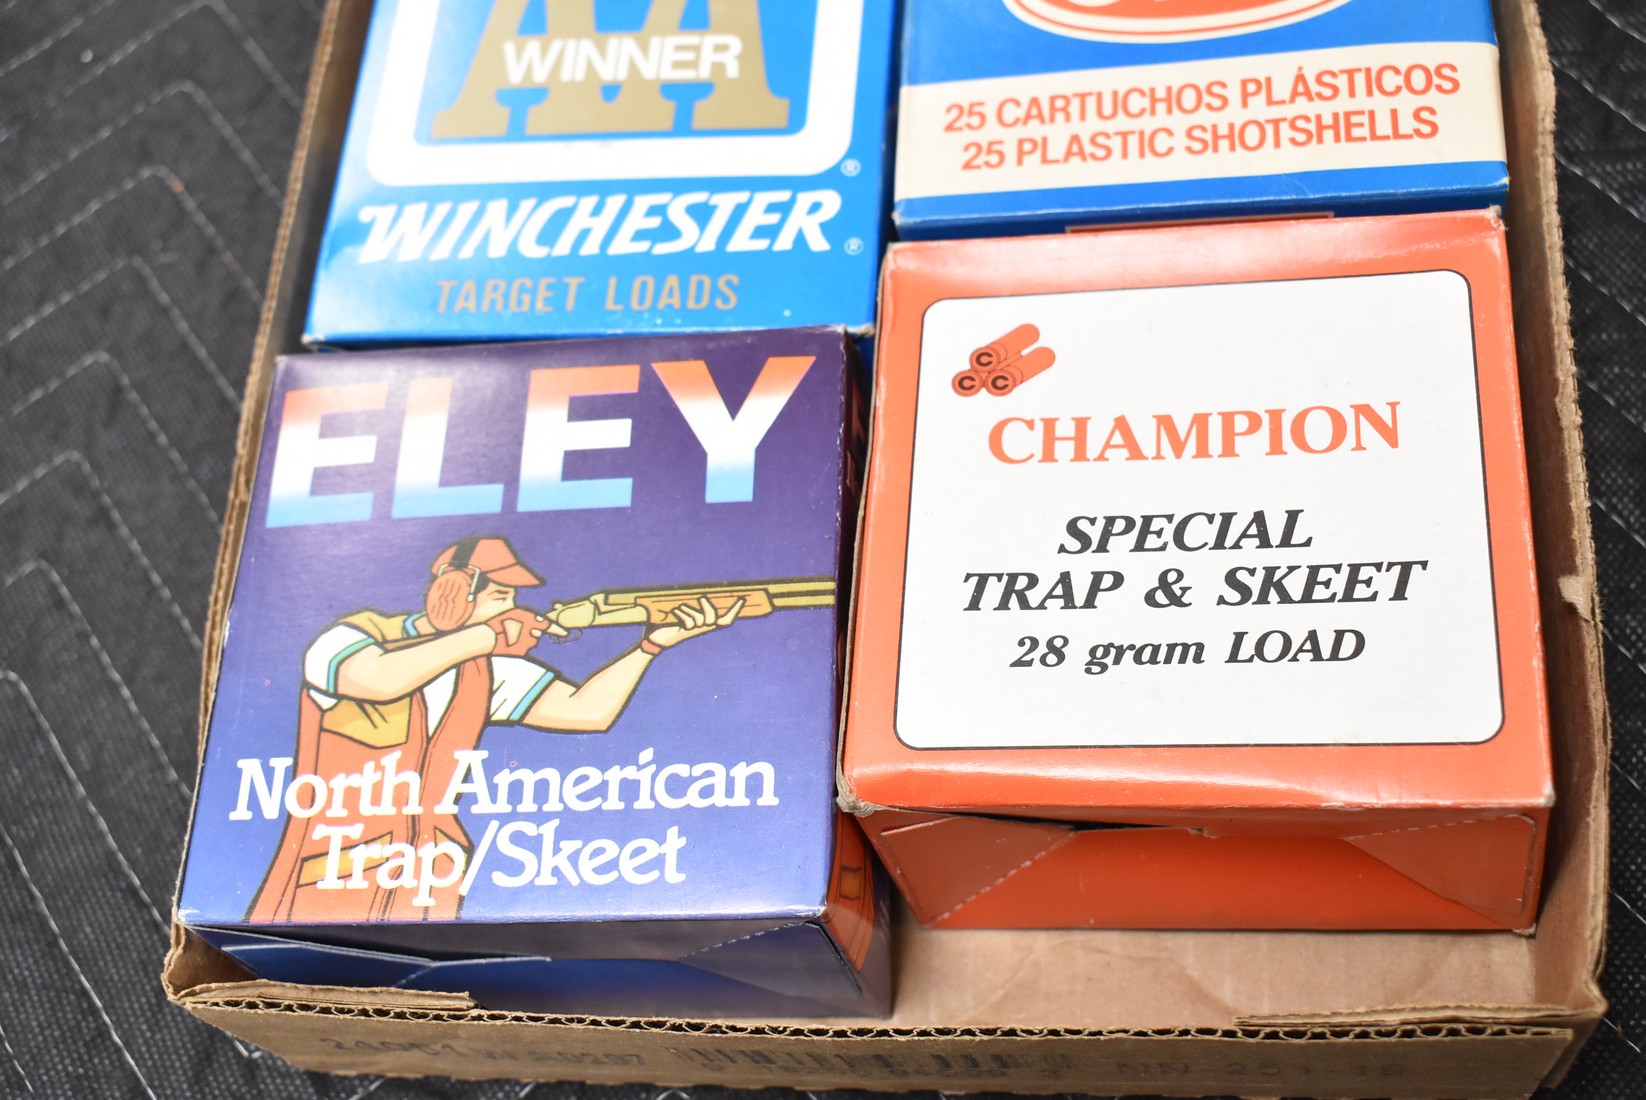 AA
WINNER
®
WINCHESTER ®
TARGET LOADS
25 CARTUCHOS PLÁSTICOS
25 PLASTIC SHOTSHELLS
ELEY
North American
Trap/Skeet
C
C C
CHAMPION
SPECIAL
TRAP & SKEET
28 gram LOAD